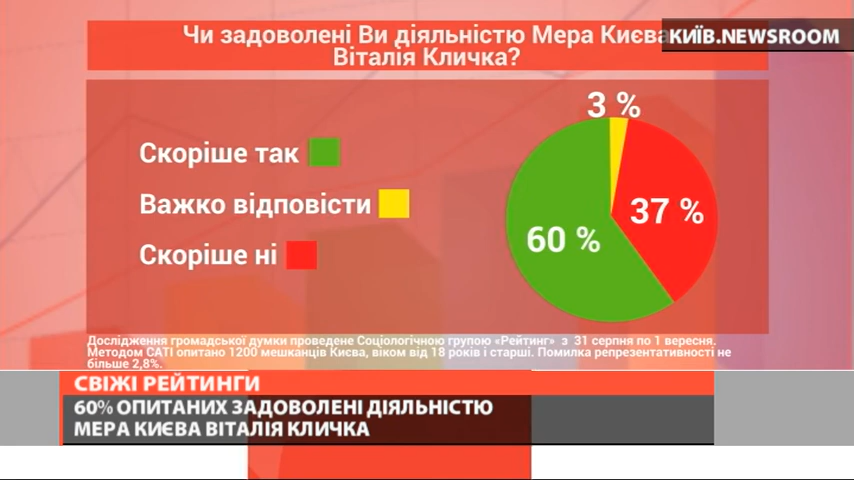 Чи задоволені Ви діяльністю Мера Києва
Віталія Кличка?
КИЇВ.NEWSROOM
3 %
Скоріше так
Важко відповісти
Скоріше ні
37 %
60 %
Дослідження громадської думки проведене Соціологічною групою «Рейтинг» з 31 серпня по 1 вересня.
Методом САТІ опитано 1200 мешканців Києва, віком від 18 років і старші. Помилка репрезентативності не
більше 2,8%.
СВІЖІ РЕЙТИНГИ
60% ОПИТАНИХ ЗАДОВОЛЕНІ ДІЯЛЬНІСТЮ
МЕРА КИЄВА ВІТАЛІЯ КЛИЧКА